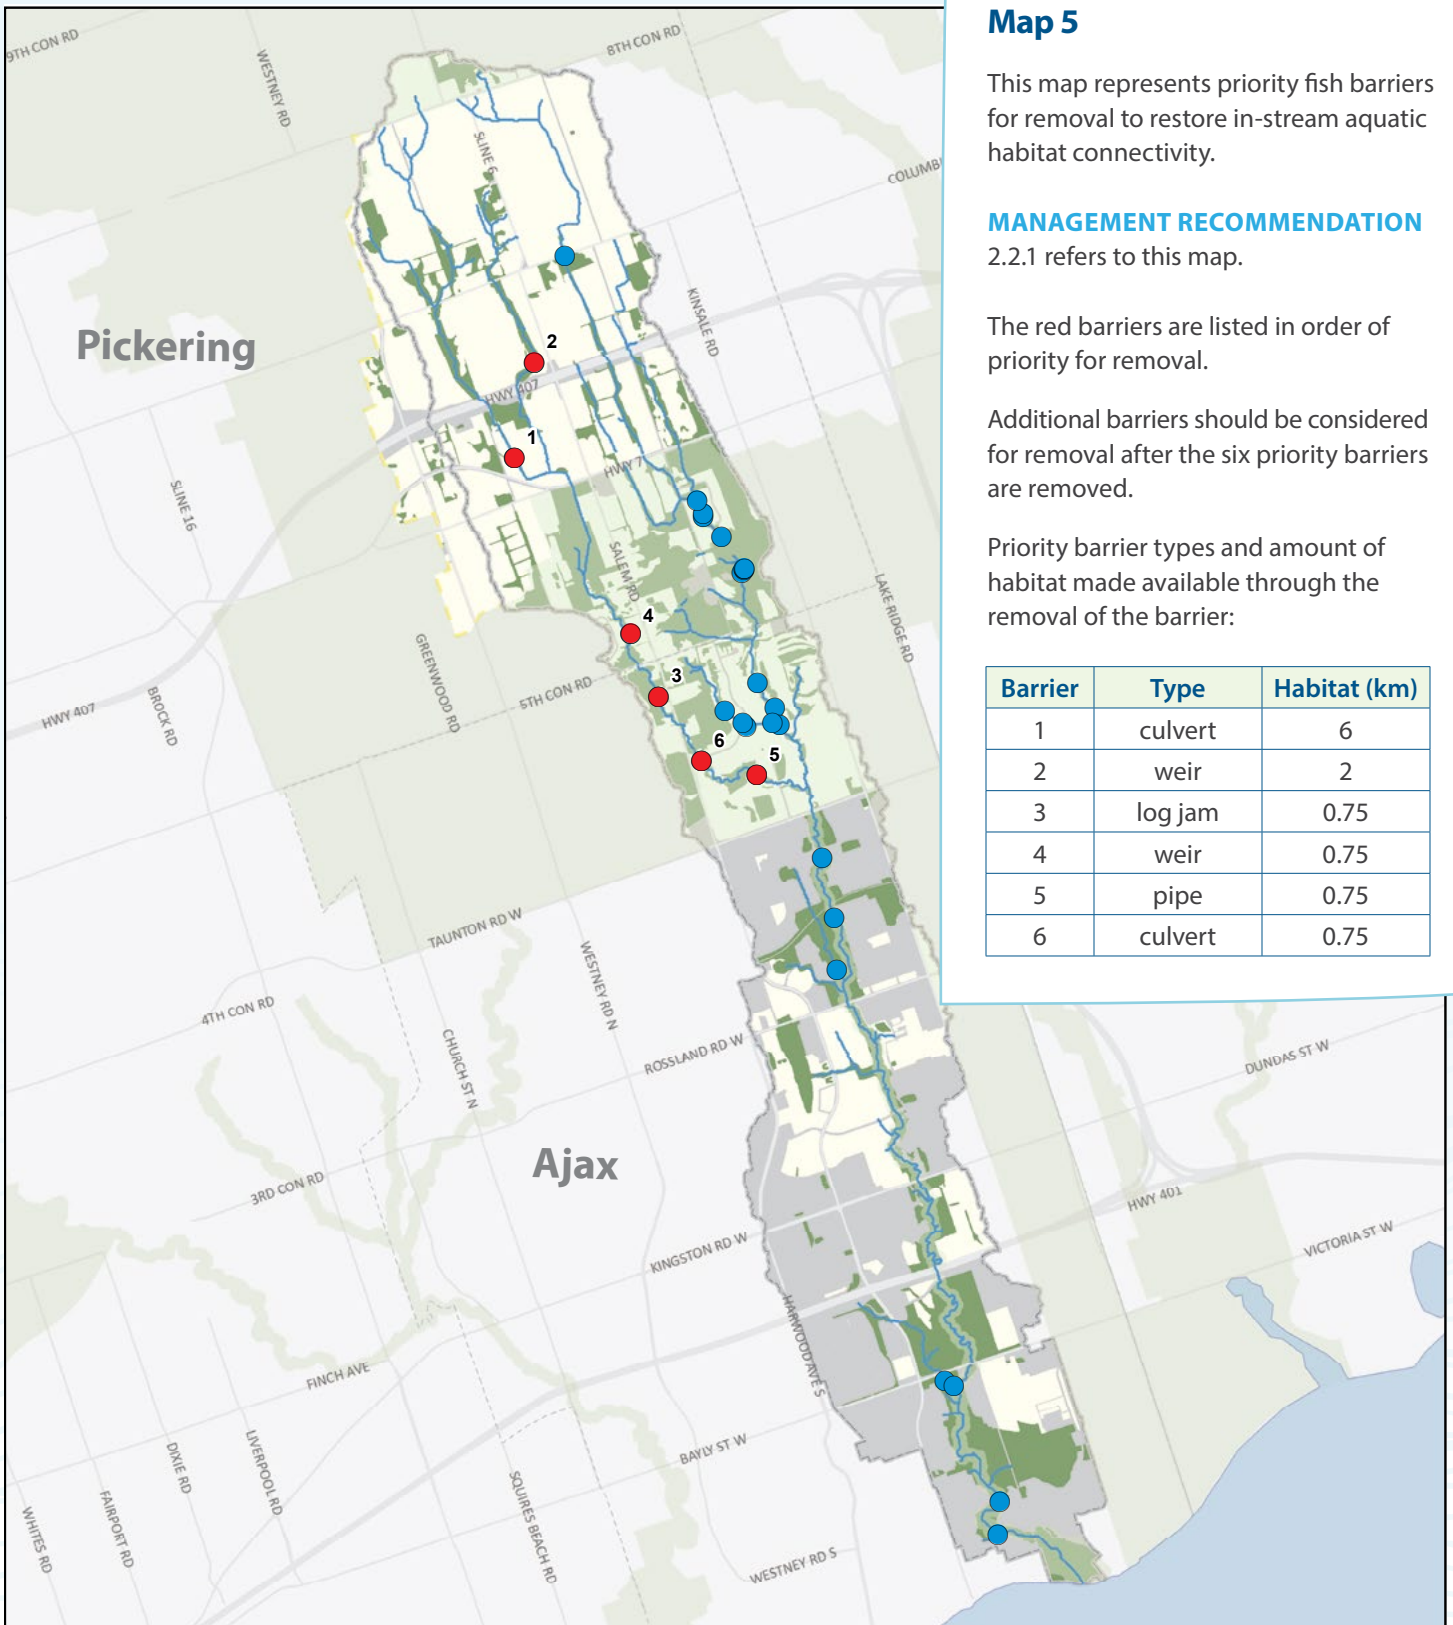 Map 5
This map represents priority fish barriers
for removal to restore in-stream aquatic
habitat connectivity.
MANAGEMENT RECOMMENDATION
2.2.1 refers to this map.
The red barriers are listed in order of
priority for removal.
Additional barriers should be considered
for removal after the six priority barriers
are removed.
Priority barrier types and amount of
habitat made available through the
removal of the barrier:
Barrier Type Habitat (km)
1 culvert 6
2 weir 2
3 log jam 0.75
4 weir 0.75
5 pipe 0.75
6 culvert 0.75
9TH CON RD
WESTNEY RD
8TH CON RD
SLINE 6
COLUMB
KINSALE RD
Pickering
2
HWY 407
1
HWY 7
SLINE 16
SALEM RD
LAKE RIDGE RD
4
GREENWOOD RD
3
5TH CON RD
BROCK RD
HWY 407
6
5
TAUNTON RD W
WESTNEY RD N
4TH CON RD
CHURCH ST N
ROSSLAND RD W
DUNDAS ST W
Ajax
3RD CON RD
HWY 401
KINGSTON RD W
VICTORIA ST W
HARWOOD AVE S
FINCH AVE
BAYLY ST W
DIXIE RD
LIVERPOOL RD
SQUIRES BEACH RD
FAIRPORT RD
WHITES RD
WESTNEY RD S